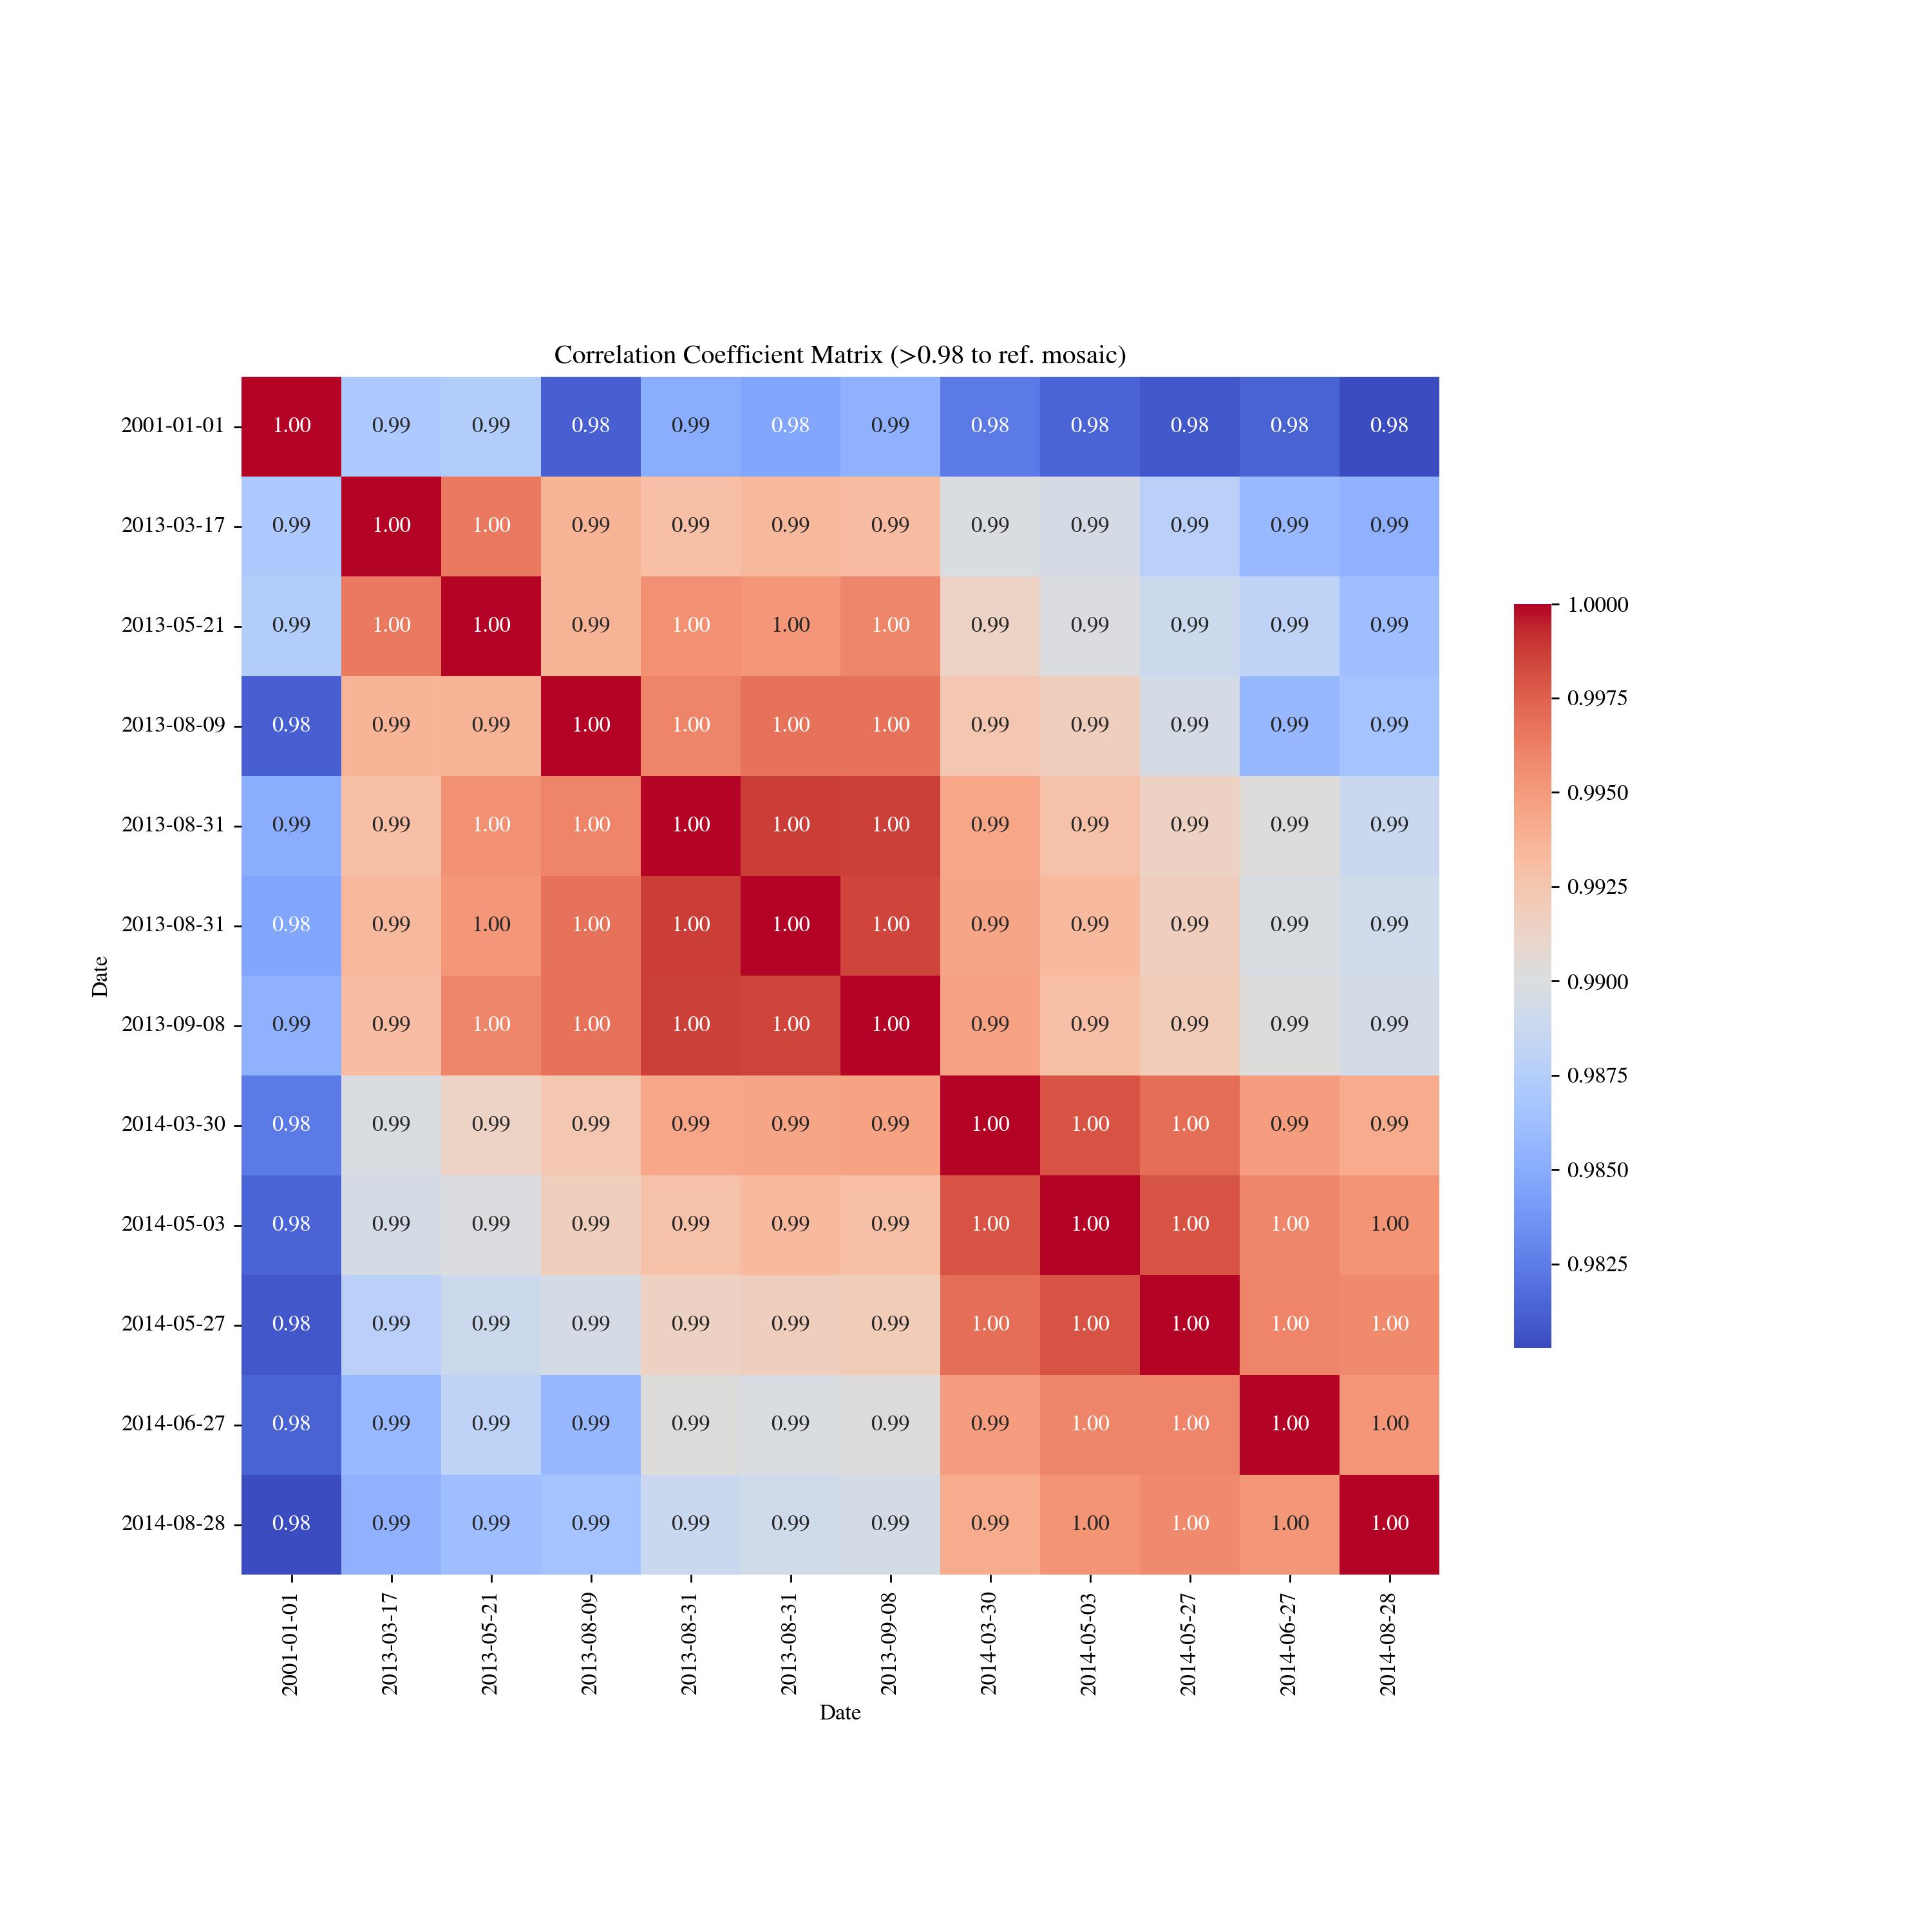 Correlation Coefficient Matrix (>0.98 to ref. mosaic)
2001-01-01 1.00 0.99 0.99 0.98 0.99 0.98 0.99 0.98 0.98 0.98 0.98 0.98
2013-03-17 0.99 1.00 1.00 0.99 0.99 0.99 0.99 0.99 0.99 0.99 0.99 0.99
2013-05-21 0.99 1.00 1.00 0.99 1.00 1.00 1.00 0.99 0.99 0.99 0.99 0.99
2013-08-09 0.98 0.99 0.99 1.00 1.00 1.00 1.00 0.99 0.99 0.99 0.99 0.99
2013-08-31 0.99 0.99 1.00 1.00 1.00 1.00 1.00 0.99 0.99 0.99 0.99 0.99
2013-08-31 0.98 0.99 1.00 1.00 1.00 1.00 1.00 0.99 0.99 0.99 0.99 0.99
2013-09-08 0.99 0.99 1.00 1.00 1.00 1.00 1.00 0.99 0.99 0.99 0.99 0.99
2014-03-30 0.98 0.99 0.99 0.99 0.99 0.99 0.99 1.00 1.00 1.00 0.99 0.99
2014-05-03 0.98 0.99 0.99 0.99 0.99 0.99 0.99 1.00 1.00 1.00 1.00 1.00
2014-05-27 0.98 0.99 0.99 0.99 0.99 0.99 0.99 1.00 1.00 1.00 1.00 1.00
2014-06-27 0.98 0.99 0.99 0.99 0.99 0.99 0.99 0.99 1.00 1.00 1.00 1.00
2014-08-28 0.98 0.99 0.99 0.99 0.99 0.99 0.99 0.99 1.00 1.00 1.00 1.00
Date
2001-01-01 2013-03-17 2013-05-21 2013-08-09 2013-08-31 2013-08-31 2013-09-08 2014-03-30 2014-05-03 2014-05-27 2014-06-27 2014-08-28
Date
1.0000
0.9975
0.9950
0.9925
0.9900
0.9875
0.9850
0.9825